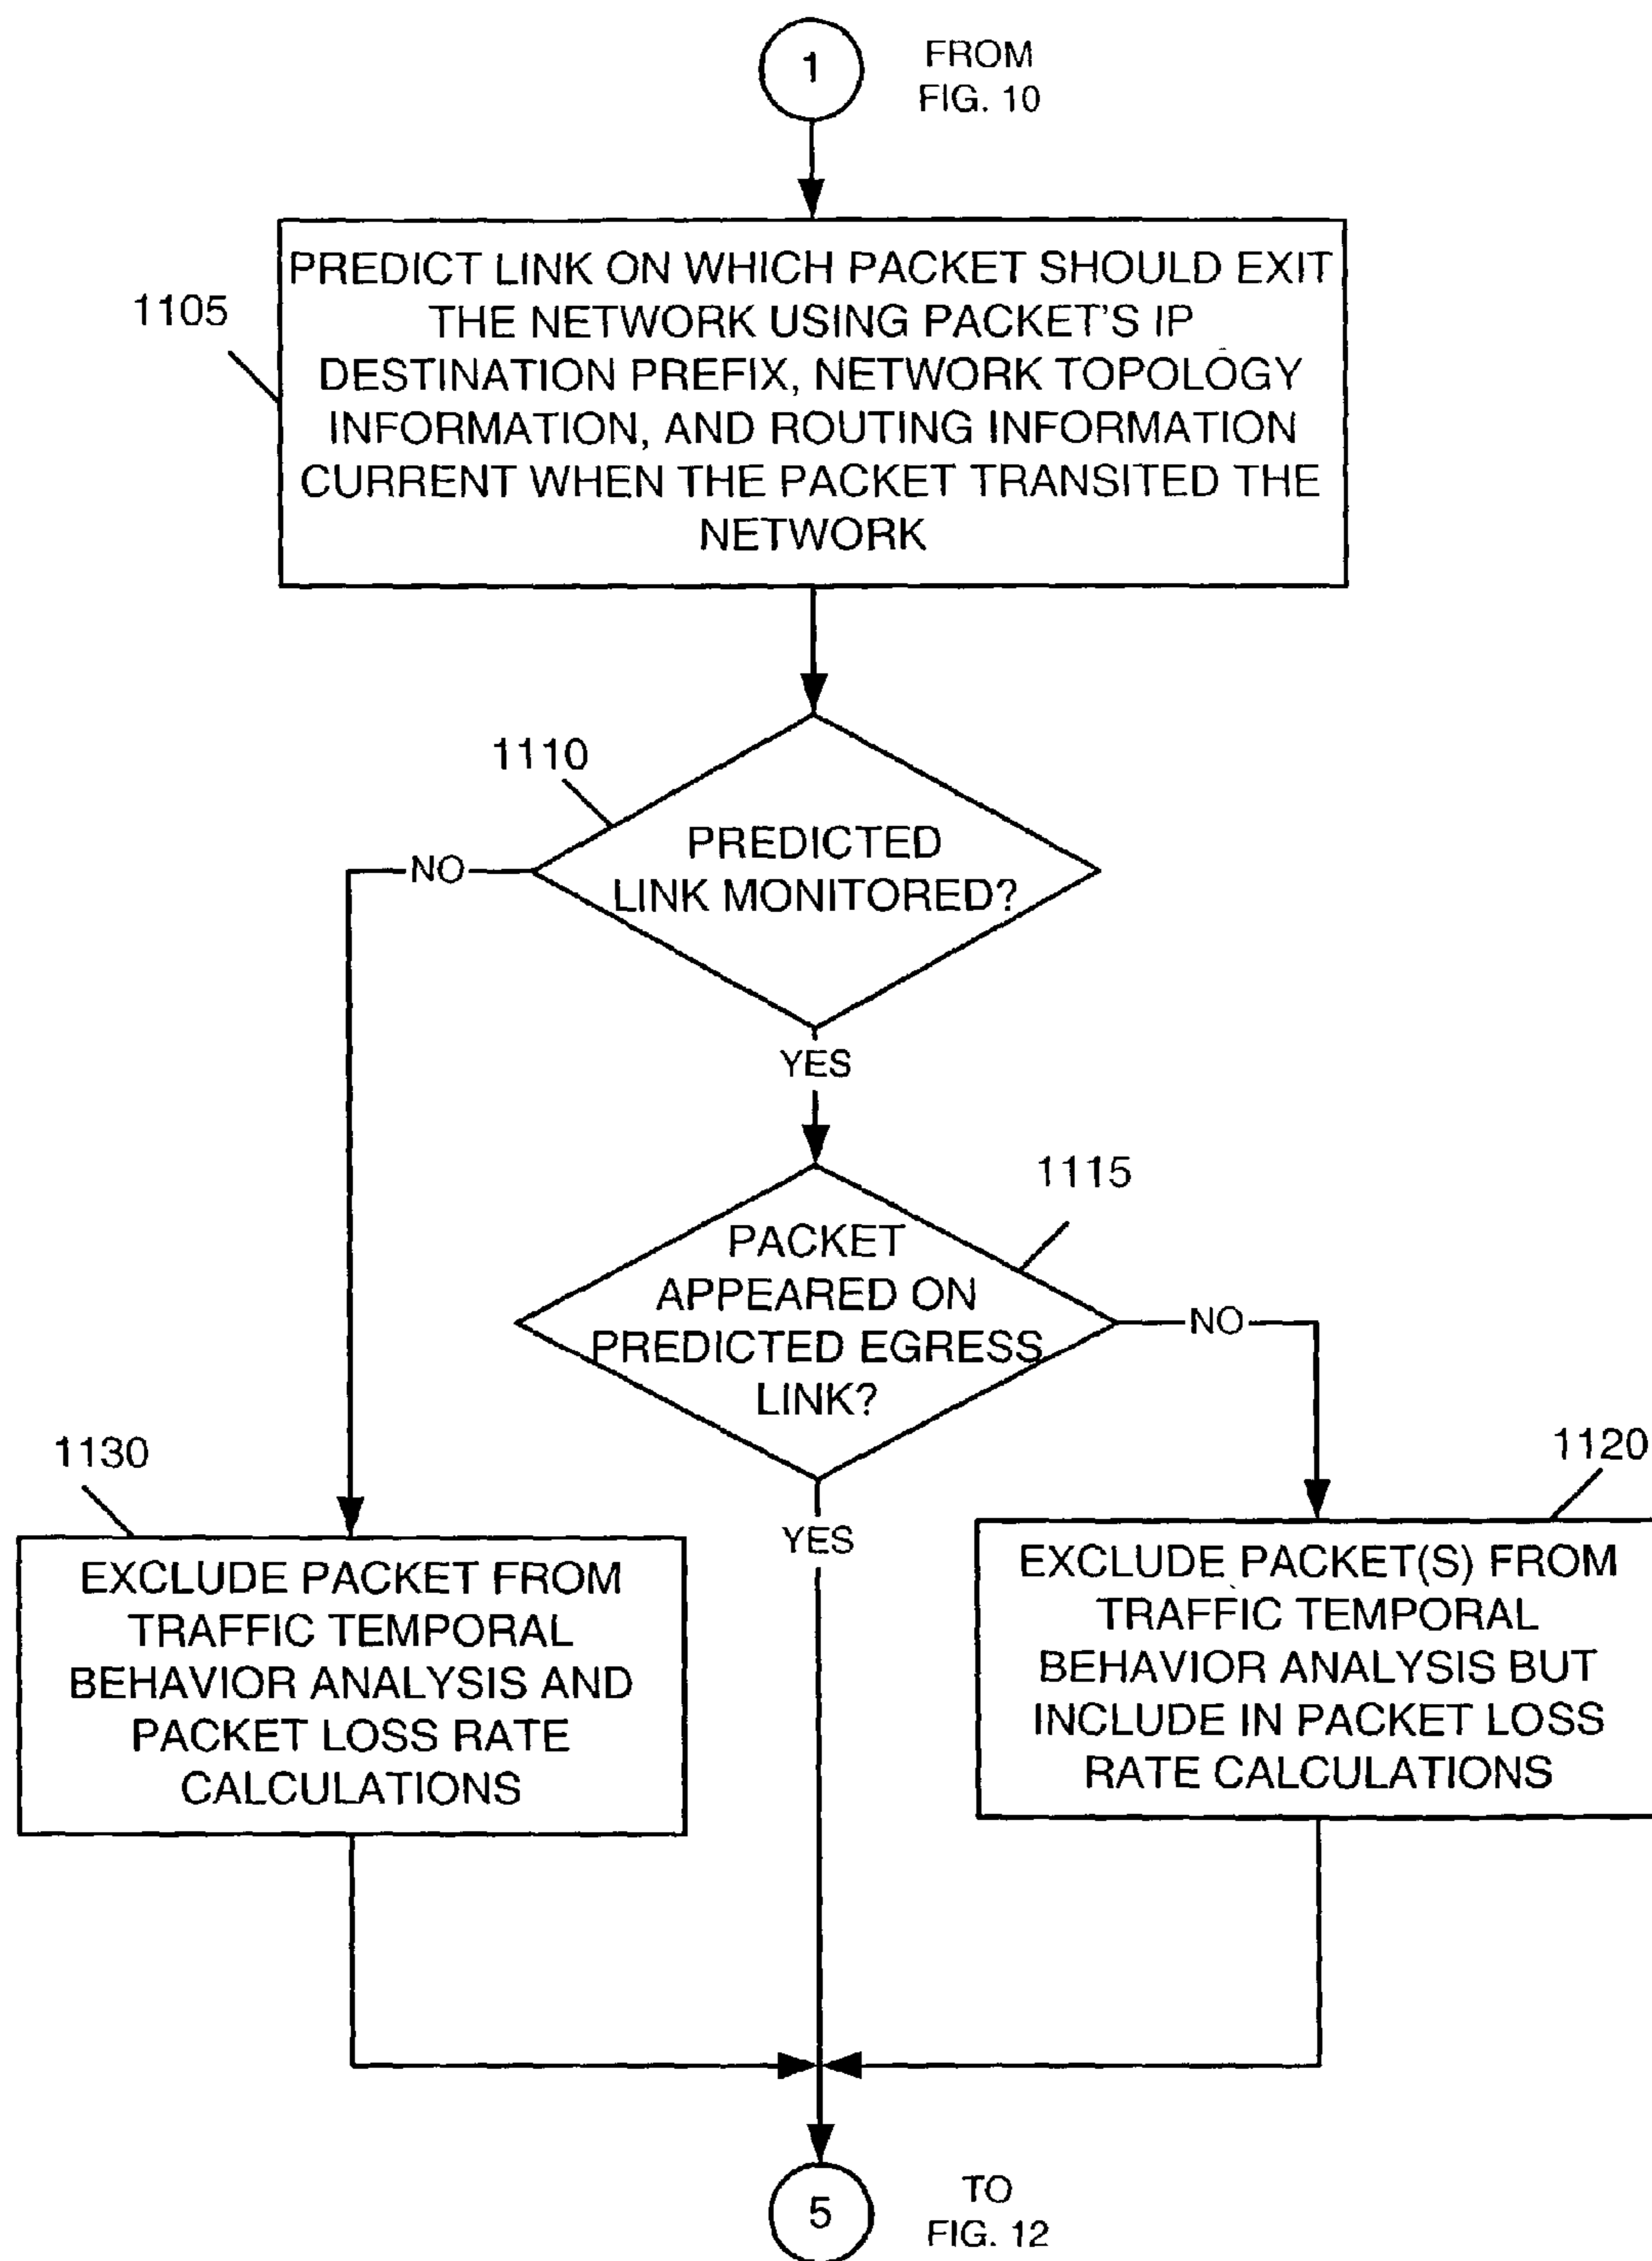 1
FROM
FIG. 10
1105
PREDICT LINK ON WHICH PACKET SHOULD EXIT
THE NETWORK USING PACKET'S IP
DESTINATION PREFIX, NETWORK TOPOLOGY
INFORMATION, AND ROUTING INFORMATION
CURRENT WHEN THE PACKET TRANSITED THE
NETWORK
1110
PREDICTED
LINK MONITORED?
NO
YES
1115
PACKET
APPEARED ON
PREDICTED EGRESS
LINK?
NO
YES
1130
EXCLUDE PACKET FROM
TRAFFIC TEMPORAL
BEHAVIOR ANALYSIS AND
PACKET LOSS RATE
CALCULATIONS
1120
EXCLUDE PACKET(S) FROM
TRAFFIC TEMPORAL
BEHAVIOR ANALYSIS BUT
INCLUDE IN PACKET LOSS
RATE CALCULATIONS
5
TO
FIG. 12